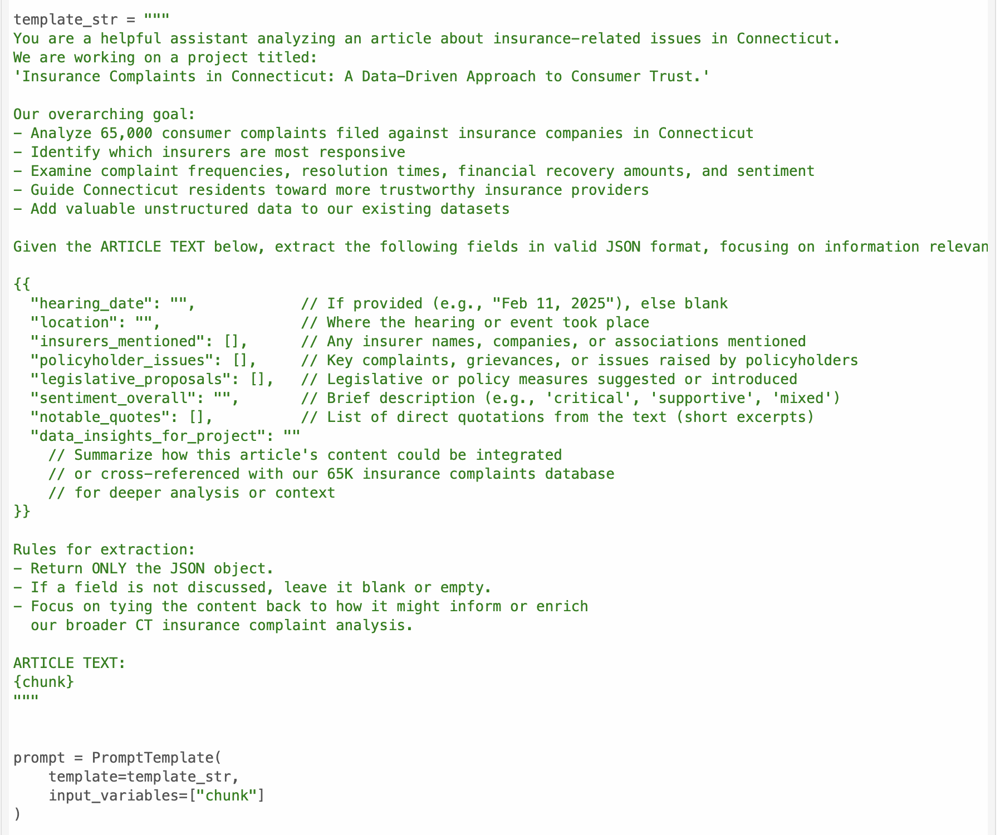 template_str = """
You are a helpful assistant analyzing an article about insurance-related issues in Connecticut.
We are working on a project titled:
'Insurance Complaints in Connecticut: A Data-Driven Approach to Consumer Trust.'

Our overarching goal:
- Analyze 65,000 consumer complaints filed against insurance companies in Connecticut
- Identify which insurers are most responsive
- Examine complaint frequencies, resolution times, financial recovery amounts, and sentiment
- Guide Connecticut residents toward more trustworthy insurance providers
- Add valuable unstructured data to our existing datasets

Given the ARTICLE TEXT below, extract the following fields in valid JSON format, focusing on information relevan

{{
  "hearing_date": "",            // If provided (e.g., "Feb 11, 2025"), else blank
  "location": "",                // Where the hearing or event took place
  "insurers_mentioned": [],      // Any insurer names, companies, or associations mentioned
  "policyholder_issues": [],     // Key complaints, grievances, or issues raised by policyholders
  "legislative_proposals": [],   // Legislative or policy measures suggested or introduced
  "sentiment_overall": "",       // Brief description (e.g., 'critical', 'supportive', 'mixed')
  "notable_quotes": [],          // List of direct quotations from the text (short excerpts)
  "data_insights_for_project": ""
    // Summarize how this article's content could be integrated
    // or cross-referenced with our 65K insurance complaints database
    // for deeper analysis or context
}}

Rules for extraction:
- Return ONLY the JSON object.
- If a field is not discussed, leave it blank or empty.
- Focus on tying the content back to how it might inform or enrich
  our broader CT insurance complaint analysis.

ARTICLE TEXT:
{chunk}
"""

prompt = PromptTemplate(
    template=template_str,
    input_variables=["chunk"]
)